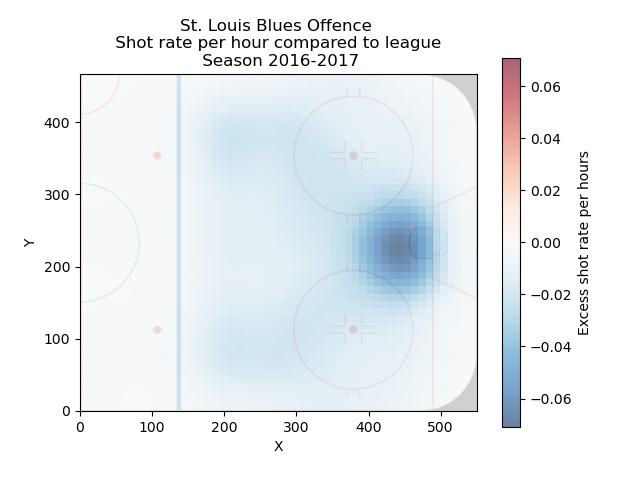 St. Louis Blues Offence
Shot rate per hour compared to league
Season 2016-2017
400
300
200
100
0
Y
0 100 200 300 400 500
X
0.06
0.04
0.02
0.00
−0.02
−0.04
−0.06
Excess shot rate per hours